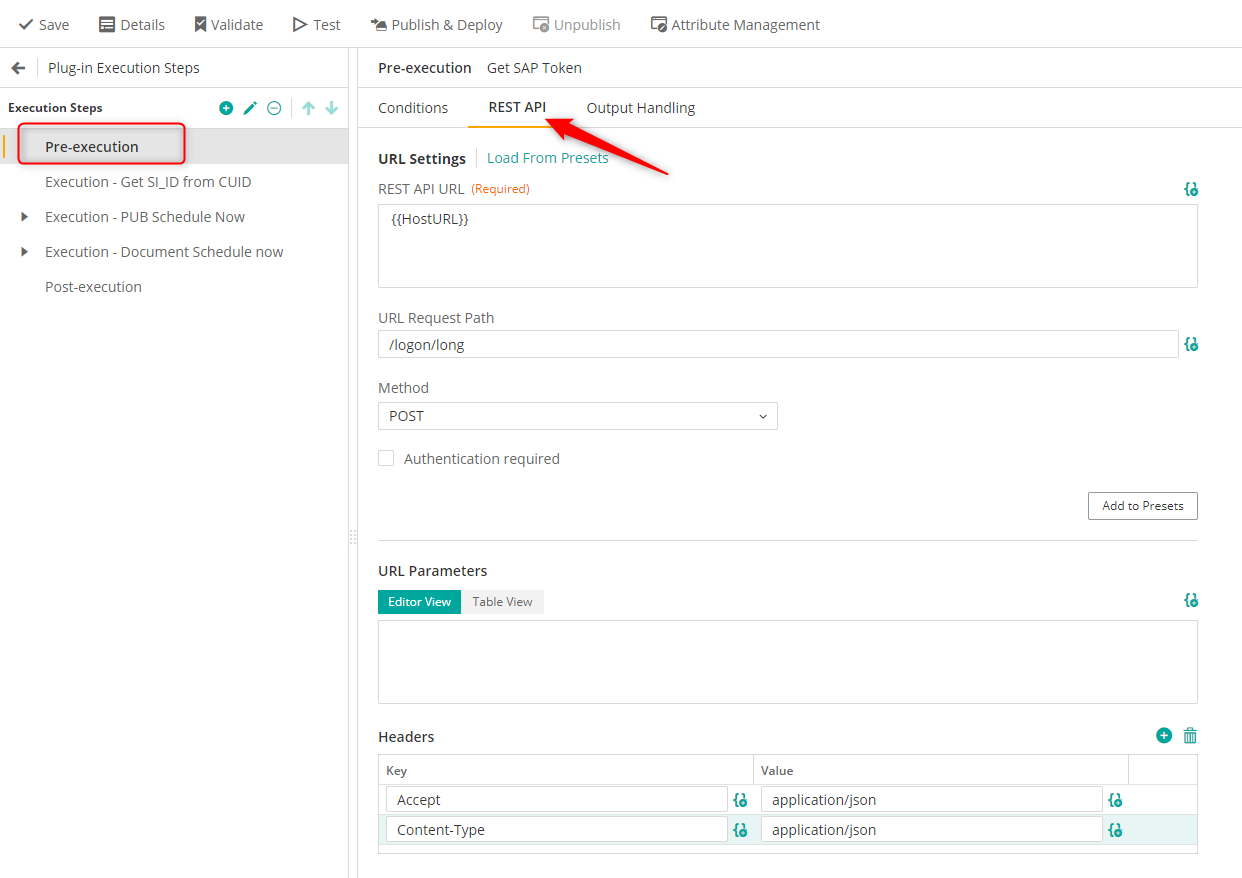 Save Details Validate Test Publish & Deploy Unpublish Attribute Management
Plug-in Execution Steps
Execution Steps
Pre-execution
Execution - Get SI_ID from CUID
Execution - PUB Schedule Now
Execution - Document Schedule now
Post-execution
Pre-execution Get SAP Token
Conditions REST API Output Handling
URL Settings Load From Presets
REST API URL (Required)
{{HostURL}}
URL Request Path
/logon/long
Method
POST
Authentication required
Add to Presets
URL Parameters
Editor View Table View
Headers
Key Value
Accept application/json
Content-Type application/json